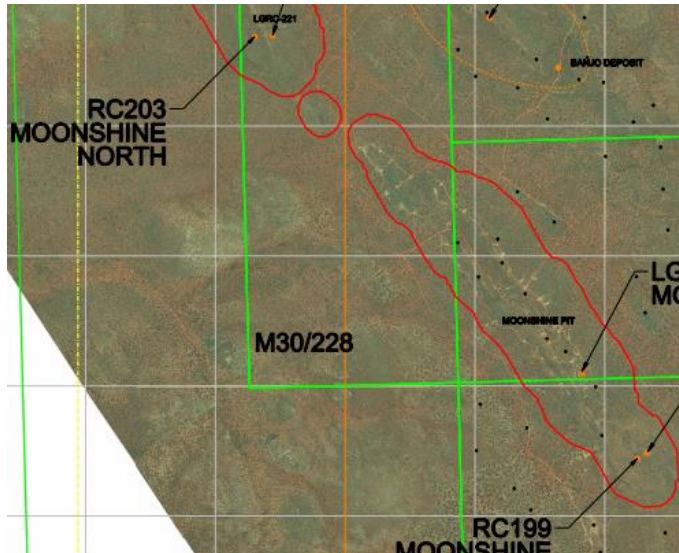 LGRC-221
BANJO DEPOSIT
RC203
MOONSHINE
NORTH
LG
MO
MOONSHINE PIT
M30/228
RC199
MOONSHINE